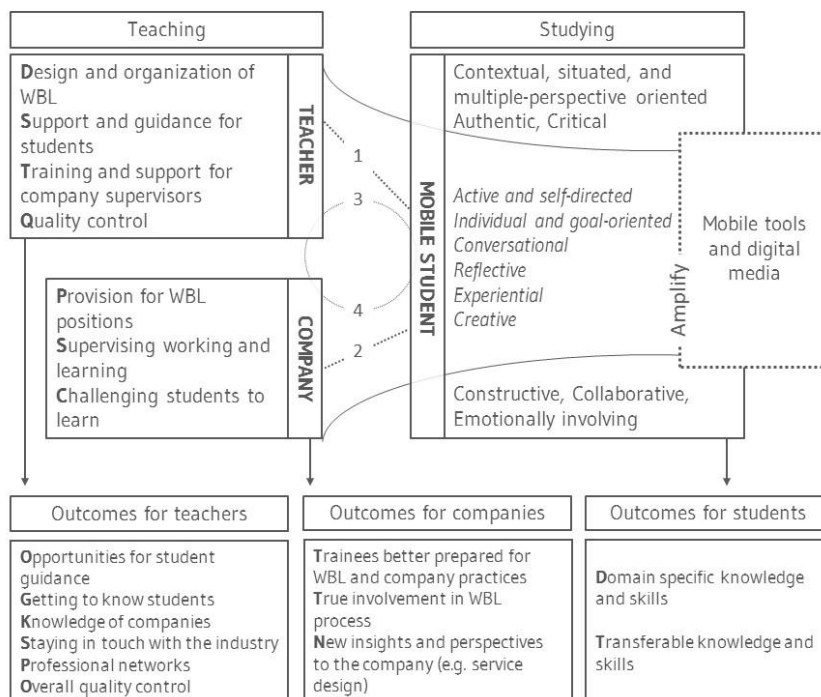 Teaching
Studying
Design and organization of
WBL
Support and guidance for
students
Training and support for
company supervisors
Quality control
TEACHER
1
3
4
2
Provision for WBL
positions
Supervising working and
learning
Challenging students to
learn
COMPANY
MOBILE STUDENT
Contextual, situated, and
multiple-perspective oriented
Authentic, Critical
Active and self-directed
Individual and goal-oriented
Conversational
Reflective
Experiential
Creative
Constructive, Collaborative,
Emotionally involving
Amplify
Mobile tools
and digital
media
Outcomes for teachers
Opportunities for student
guidance
Getting to know students
Knowledge of companies
Staying in touch with the industry
Professional networks
Overall quality control
Outcomes for companies
Trainees better prepared for
WBL and company practices
True involvement in WBL
process
New insights and perspectives
to the company (e.g. service
design)
Outcomes for students
Domain specific knowledge
and skills
Transferable knowledge and
skills